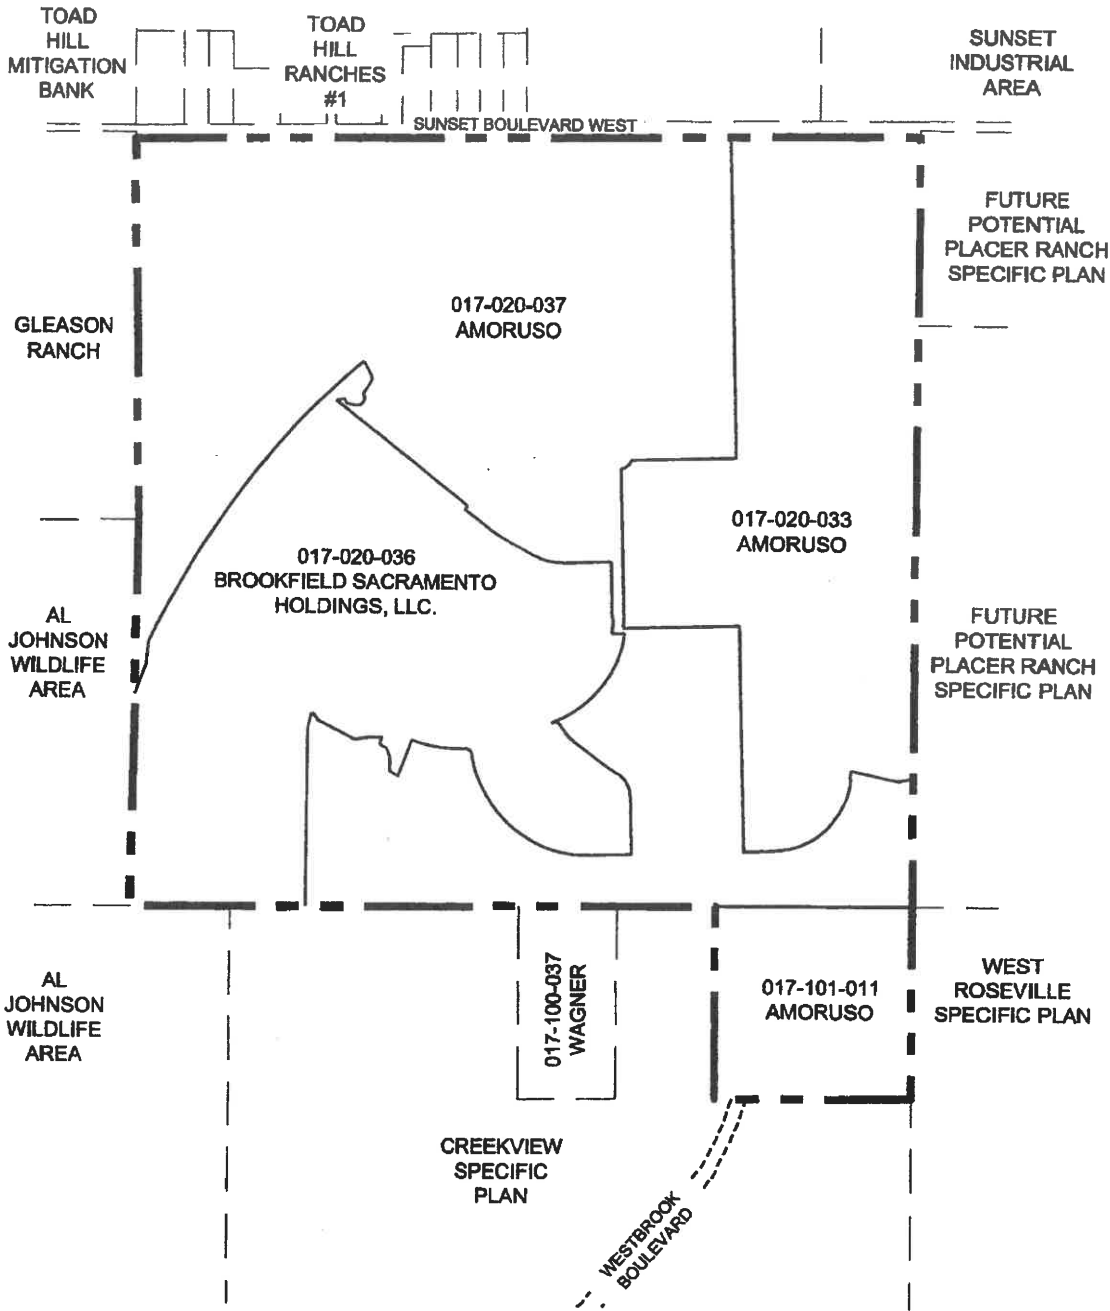 TOAD
HILL
MITIGATION
BANK
TOAD
HILL
RANCHES
#1
SUNSET
INDUSTRIAL
AREA
SUNSET BOULEVARD WEST
FUTURE
POTENTIAL
PLACER RANCH
SPECIFIC PLAN
017-020-037
AMORUSO
GLEASON
RANCH
017-020-033
AMORUSO
017-020-036
BROOKFIELD SACRAMENTO
HOLDINGS, LLC.
AL
JOHNSON
WILDLIFE
AREA
FUTURE
POTENTIAL
PLACER RANCH
SPECIFIC PLAN
AL
JOHNSON
WILDLIFE
AREA
017-100-037
WAGNER
017-101-011
AMORUSO
WEST
ROSEVILLE
SPECIFIC PLAN
CREEKVIEW
SPECIFIC
PLAN
WESTBROOK
BOULEVARD